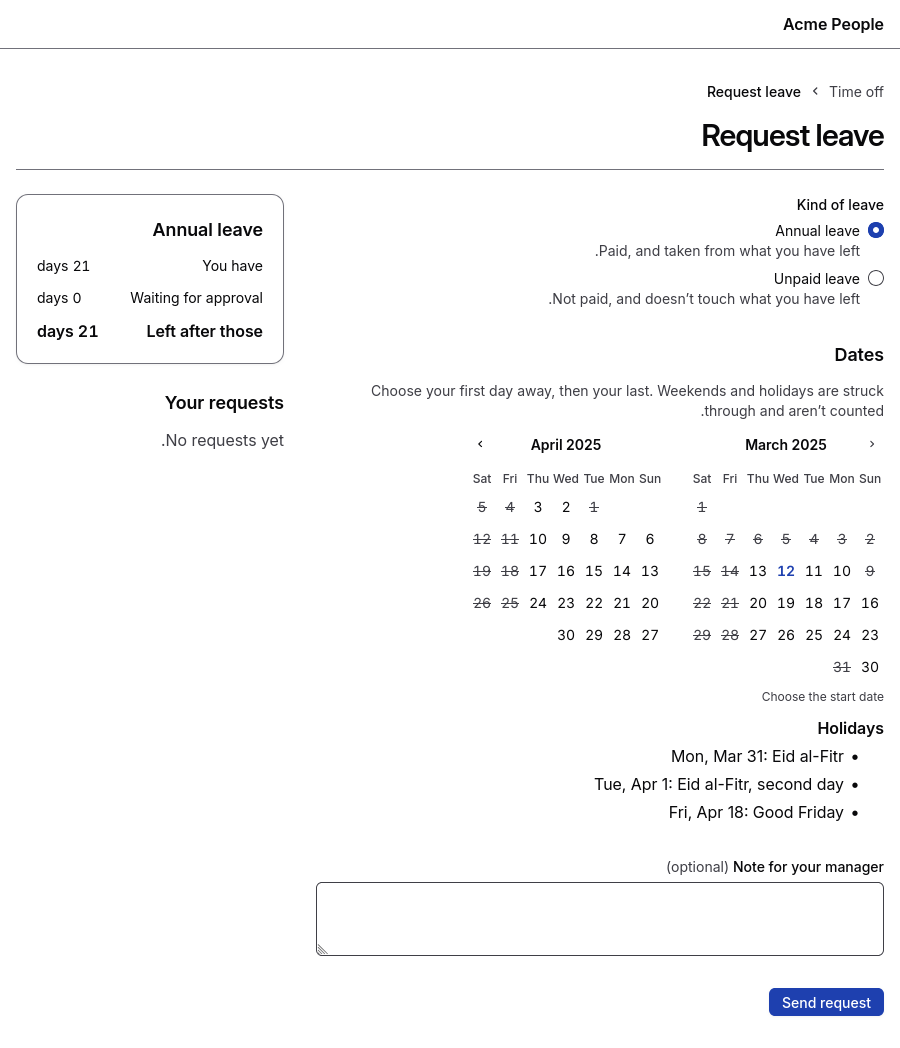 Acme People
Time off
Request leave
Request leave
Kind of leave
Annual leave
.Paid, and taken from what you have left
Unpaid leave
.Not paid, and doesn’t touch what you have left
Dates
Choose your first day away, then your last. Weekends and holidays are struck
.through and aren’t counted
March 2025
Sun Mon Tue Wed Thu Fri Sat
1
2 3 4 5 6 7 8
9 10 11 12 13 14 15
16 17 18 19 20 21 22
23 24 25 26 27 28 29
30 31
April 2025
Sun Mon Tue Wed Thu Fri Sat
1 2 3 4 5
6 7 8 9 10 11 12
13 14 15 16 17 18 19
20 21 22 23 24 25 26
27 28 29 30
Choose the start date
Holidays
Mon, Mar 31: Eid al-Fitr
Tue, Apr 1: Eid al-Fitr, second day
Fri, Apr 18: Good Friday
(optional) Note for your manager
Send request
Annual leave
You have
days 21
Waiting for approval
days 0
Left after those
days 21
Your requests
.No requests yet